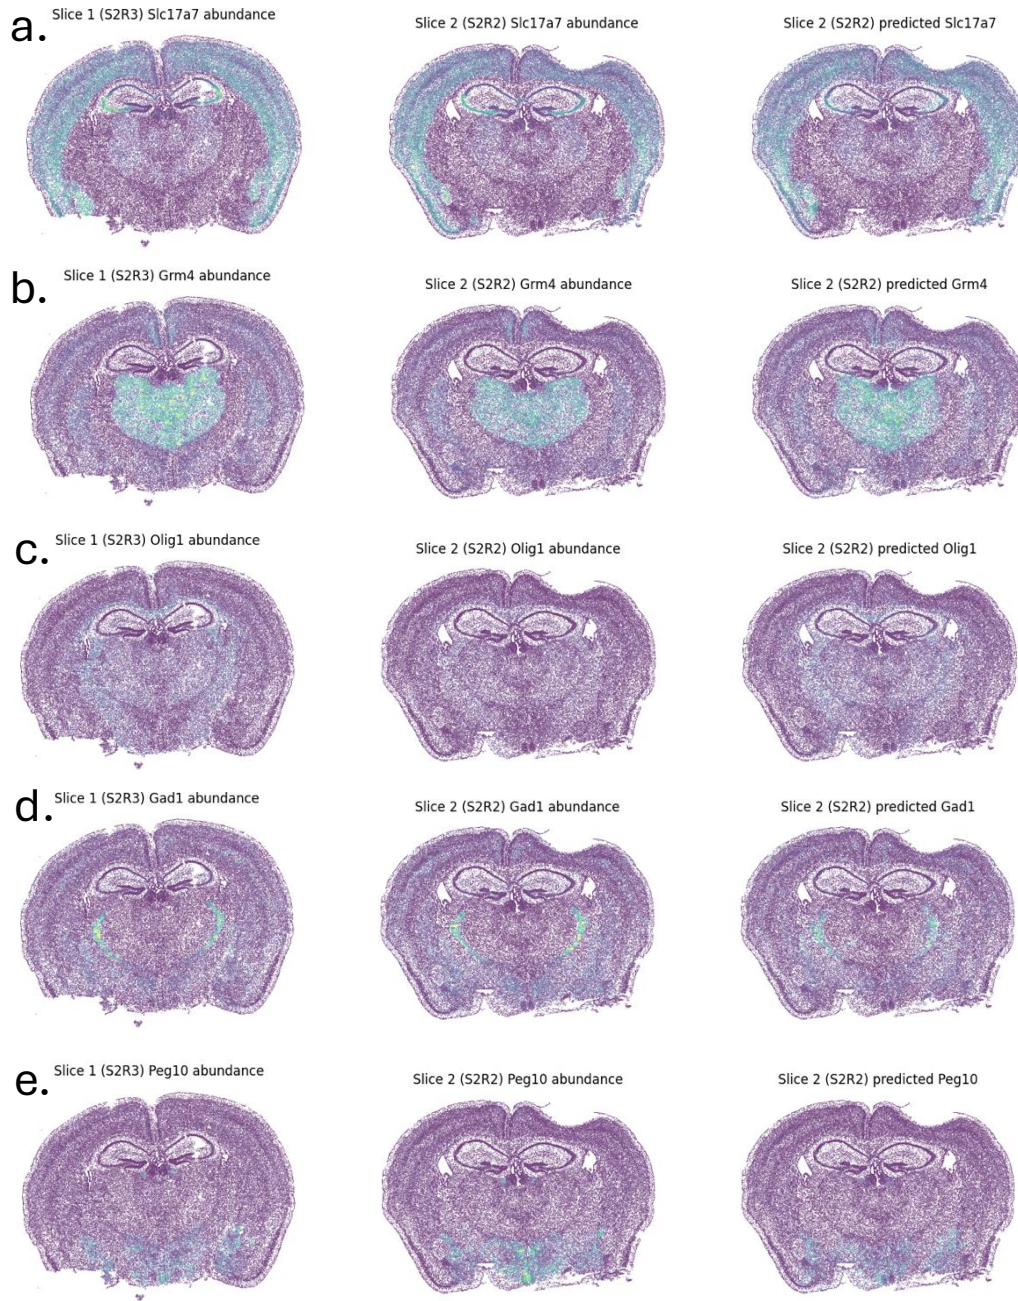 a.
Slice 1 (S2R3) Slc17a7 abundance
Slice 2 (S2R2) Slc17a7 abundance
Slice 2 (S2R2) predicted Slc17a7
b.
Slice 1 (S2R3) Grm4 abundance
Slice 2 (S2R2) Grm4 abundance
Slice 2 (S2R2) predicted Grm4
c.
Slice 1 (S2R3) Olig1 abundance
Slice 2 (S2R2) Olig1 abundance
Slice 2 (S2R2) predicted Olig1
d.
Slice 1 (S2R3) Gad1 abundance
Slice 2 (S2R2) Gad1 abundance
Slice 2 (S2R2) predicted Gad1
e.
Slice 1 (S2R3) Peg10 abundance
Slice 2 (S2R2) Peg10 abundance
Slice 2 (S2R2) predicted Peg10